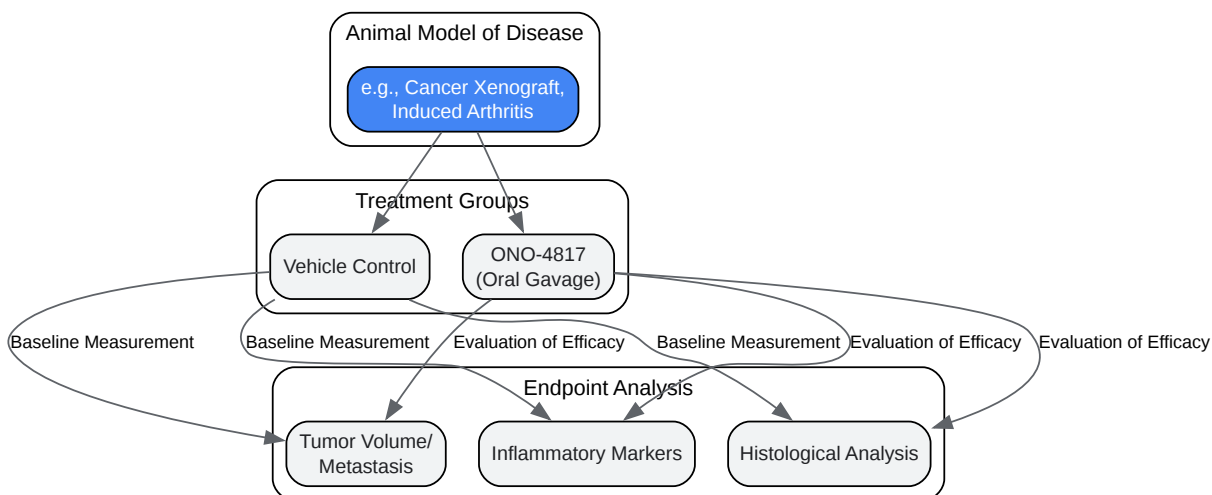 Animal Model of Disease
e.g., Cancer Xenograft,
Induced Arthritis
Treatment Groups
Vehicle Control
ONO-4817
(Oral Gavage)
Baseline Measurement
Baseline Measurement
Evaluation of Efficacy
Baseline Measurement
Evaluation of Efficacy
Evaluation of Efficacy
Endpoint Analysis
Tumor Volume/
Metastasis
Inflammatory Markers
Histological Analysis